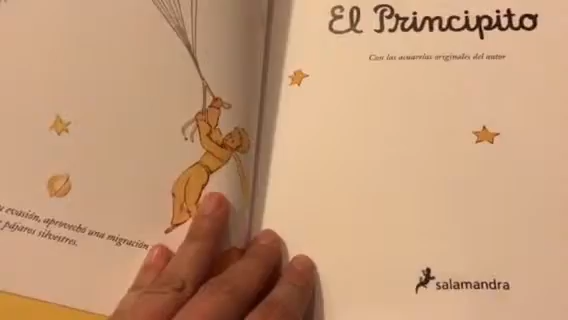 u evasión, aprovechó una migración
pájaros silvestres.
El Principito
Con las acuarelas originales del autor
salamandra